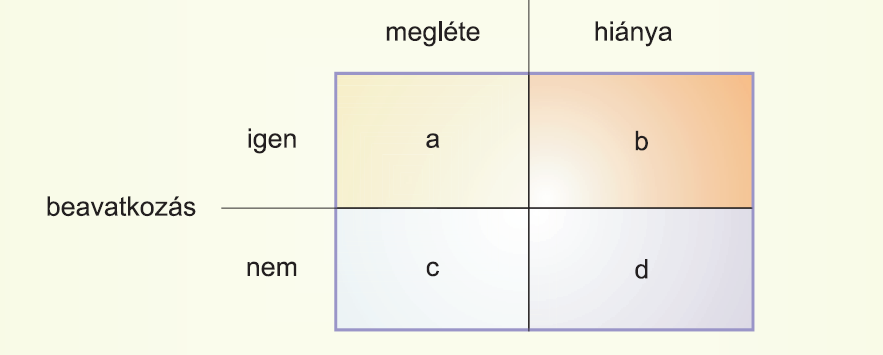 megléte hiánya
igen a b
beavatkozás
nem c d